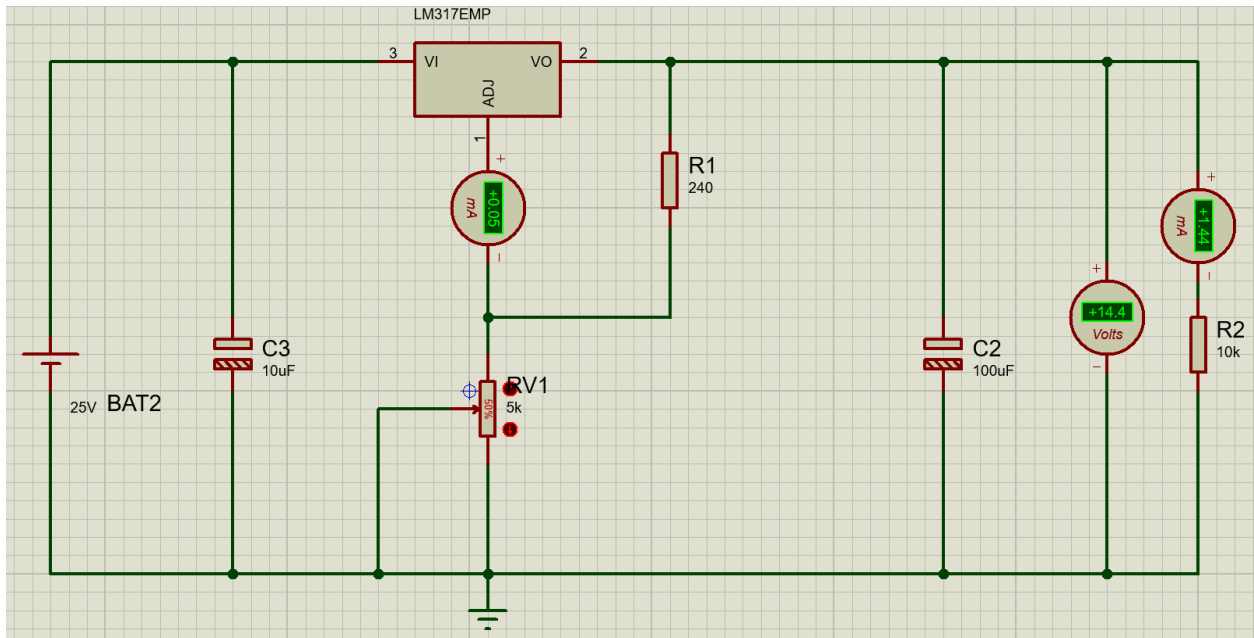 LM317EMP
3
VI
VO
2
ADJ
1
+
+0.05
mA
−
R1
240
+
+1.44
mA
−
+
+14.4
Volts
−
C3
10uF
C2
100uF
R2
10k
25V BAT2
RV1
5k
50%